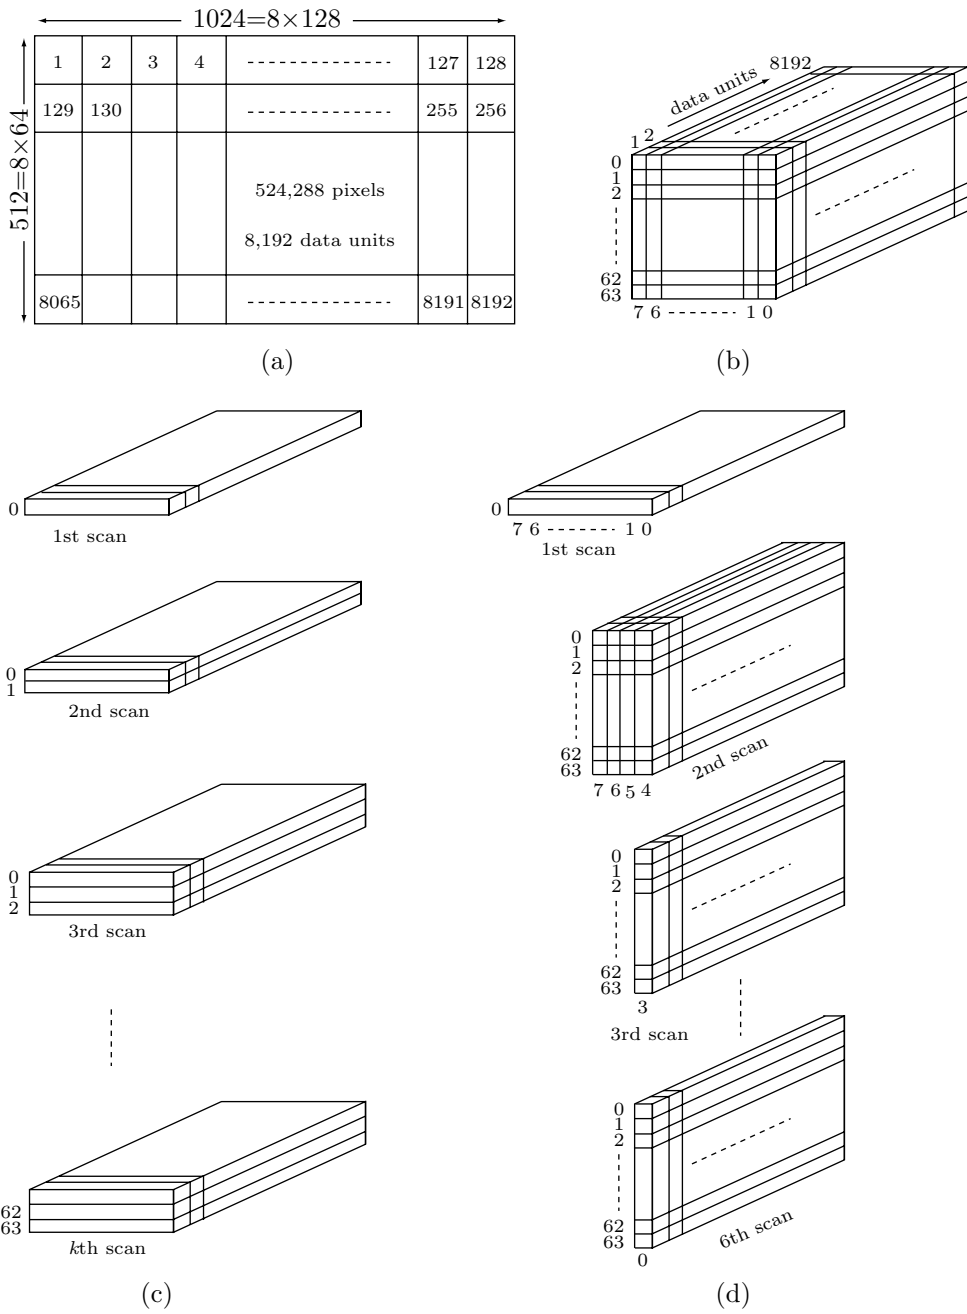 1024=8×128
512=8×64
1 2 3 4 127 128
129 130 255 256
524,288 pixels
8,192 data units
8065 8191 8192
(a)
8192
data units
1 2
0
1
2
62
63
7 6 1 0
(b)
0
1st scan
0
1
2nd scan
0
1
2
3rd scan
62
63
kth scan
(c)
0
7 6 1 0
1st scan
0
1
2
62
63
7 6 5 4
2nd scan
0
1
2
62
63
3
3rd scan
0
1
2
62
63
0
6th scan
(d)